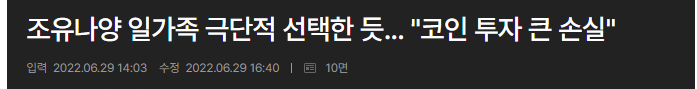 조유나양 일가족 극단적 선택한 듯... "코인 투자 큰 손실"
입력 2022.06.29 14:03 수정 2022.06.29 16:40 | 10면